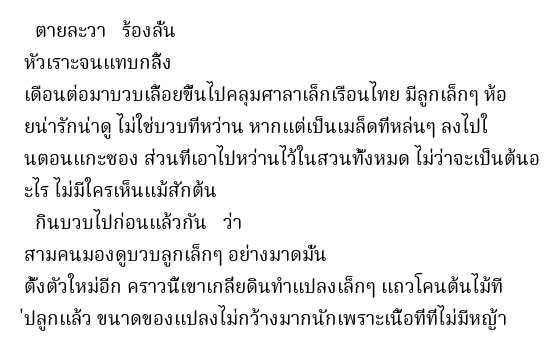 ตายละวา   ร้องลั่น
หัวเราะจนแทบกลิ้ง
เดือนต่อมาบวบเลื้อยขึ้นไปคลุมศาลาเล็กเรือนไทย มีลูกเล็กๆ ห้อ
ยน่ารักน่าดู ไม่ใช่บวบที่หว่าน หากแต่เป็นเมล็ดที่หล่นๆ ลงไปใ
นตอนแกะซอง ส่วนที่เอาไปหว่านไว้ในสวนทั้งหมด ไม่ว่าจะเป็นต้นอ
ะไร ไม่มีใครเห็นแม้สักต้น
กินบวบไปก่อนแล้วกัน   ว่า
สามคนมองดูบวบลูกเล็กๆ อย่างมาดมั่น
ตั้งตัวใหม่อีก คราวนี้เขาเกลี่ยดินทำแปลงเล็กๆ แถวโคนต้นไม้ที
่ปลูกแล้ว ขนาดของแปลงไม่กว้างมากนักเพราะเนื้อที่ที่ไม่มีหญ้า